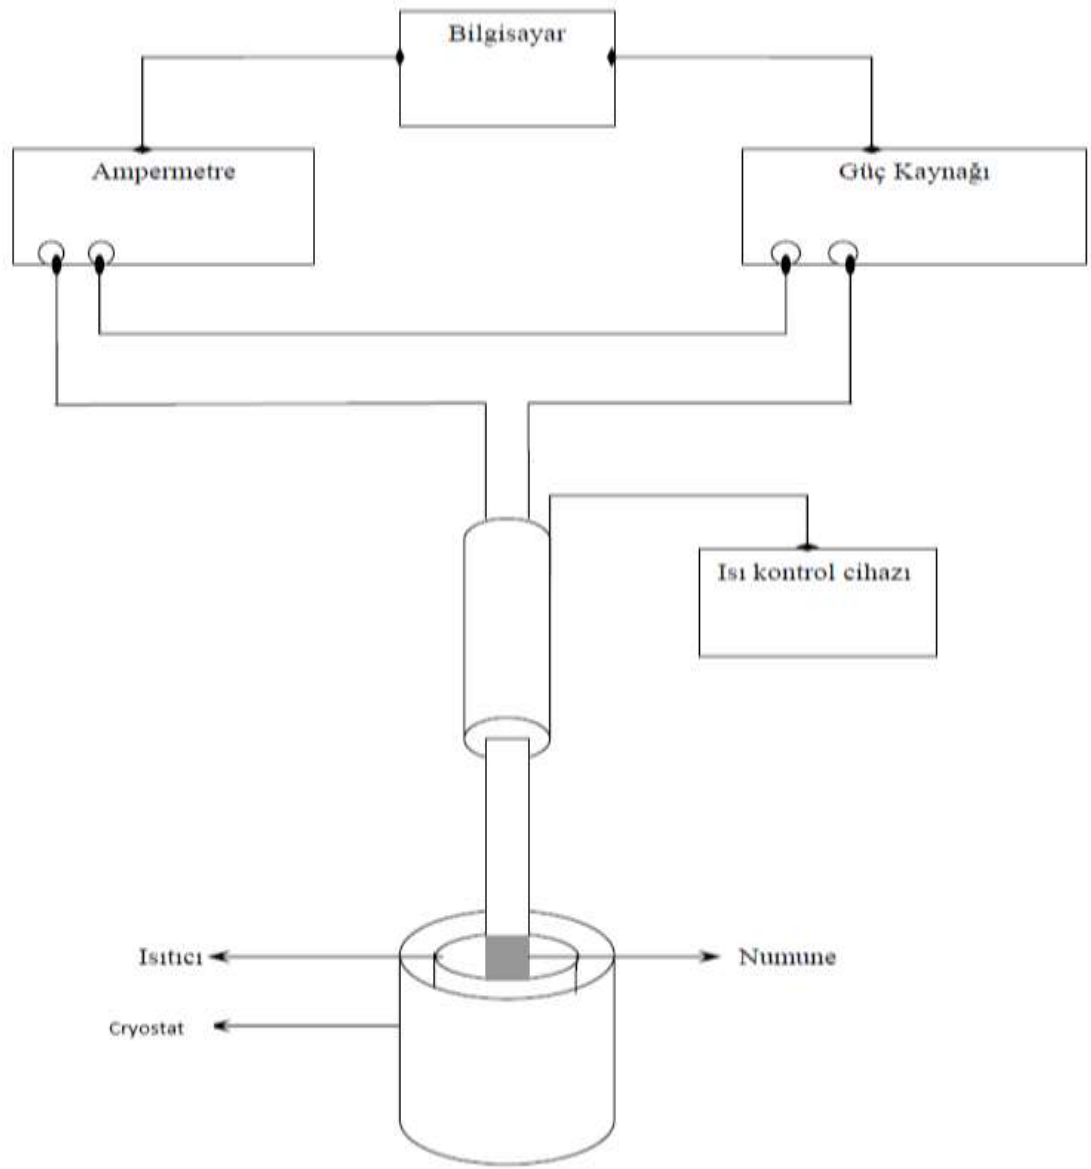 Bilgisayar
Ampermetre
Güç Kaynağı
Isı kontrol cihazı
Isıtıcı
Numune
Cryostat